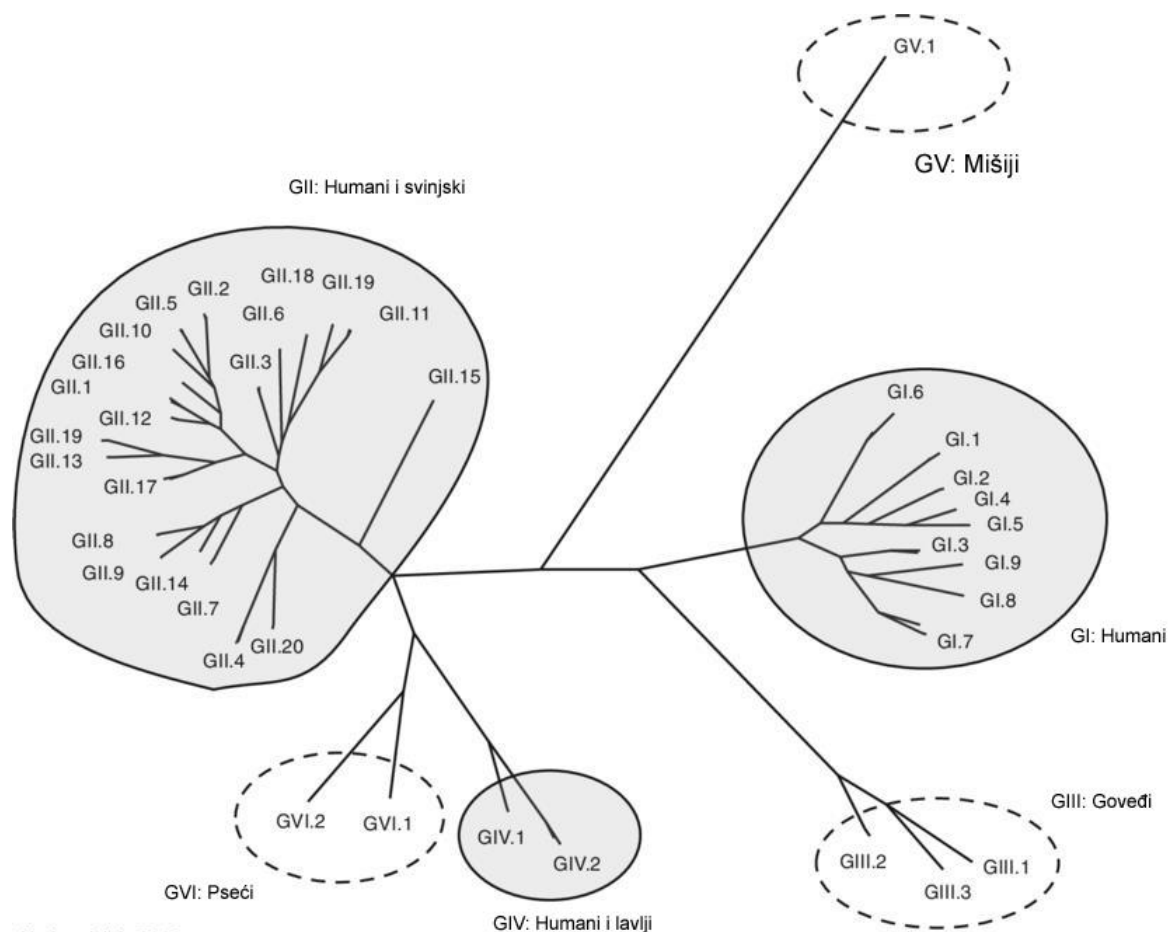 GV.1
GV: Mišiji
GII: Humani i svinjski
GII.18
GII.19
GII.2
GII.5
GII.6
GII.11
GII.10
GII.16
GII.3
GII.15
GII.1
GII.12
GII.19
GII.13
GII.17
GII.8
GII.9
GII.14
GII.7
GII.20
GII.4
GI.6
GI.1
GI.2
GI.4
GI.5
GI.3
GI.9
GI.8
GI.7
GI: Humani
GVI.2
GVI.1
GVI: Pseći
GIV.1
GIV.2
GIV: Humani i lavlji
GIII: Goveđi
GIII.2
GIII.1
GIII.3